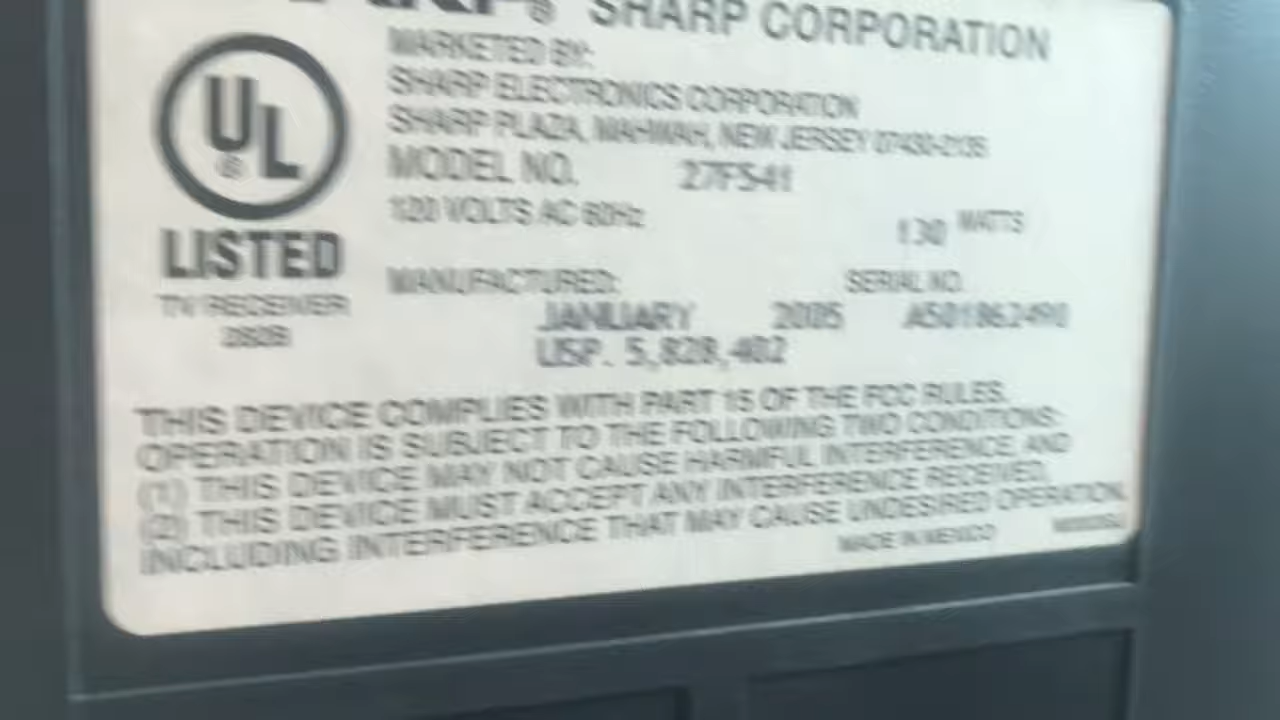 SHARP CORPORATION
MARKETED BY:
SHARP ELECTRONICS CORPORATION
SHARP PLAZA, MAHWAH, NEW JERSEY 07430-2135
MODEL NO. 27F541
120 VOLTS AC 60Hz
130 WATTS
UL
®
LISTED
TV RECEIVER
MANUFACTURED: SERIAL NO.
JANUARY 2005 A501862490
USP. 5,828,402
THIS DEVICE COMPLIES WITH PART 15 OF THE FCC RULES.
OPERATION IS SUBJECT TO THE FOLLOWING TWO CONDITIONS:
(1) THIS DEVICE MAY NOT CAUSE HARMFUL INTERFERENCE, AND
(2) THIS DEVICE MUST ACCEPT ANY INTERFERENCE RECEIVED,
INCLUDING INTERFERENCE THAT MAY CAUSE UNDESIRED OPERATION.
MADE IN MEXICO